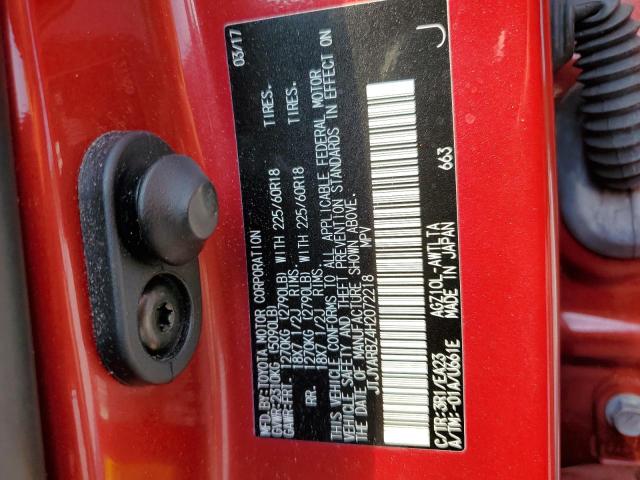 MFD.BY:TOYOTA MOTOR CORPORATION 03/17
GVWR:2310KG (5090LB)
GAWR:FRT. 1270KG (2790LB) WITH 225/60R18 TIRES.
18X7 1/2J RIMS.
RR. 1270KG (2790LB) WITH 225/60R18 TIRES.
18X7 1/2J RIMS.
THIS VEHICLE CONFORMS TO ALL APPLICABLE FEDERAL MOTOR
VEHICLE SAFETY AND THEFT PREVENTION STANDARDS IN EFFECT ON
THE DATE OF MANUFACTURE SHOWN ABOVE.
JTJYARBZ4H2072218 MPV
J
C/TR:3R1/EA23 AGZ10L-AWTLTA
A/TM:-01A/U661E MADE IN JAPAN 663